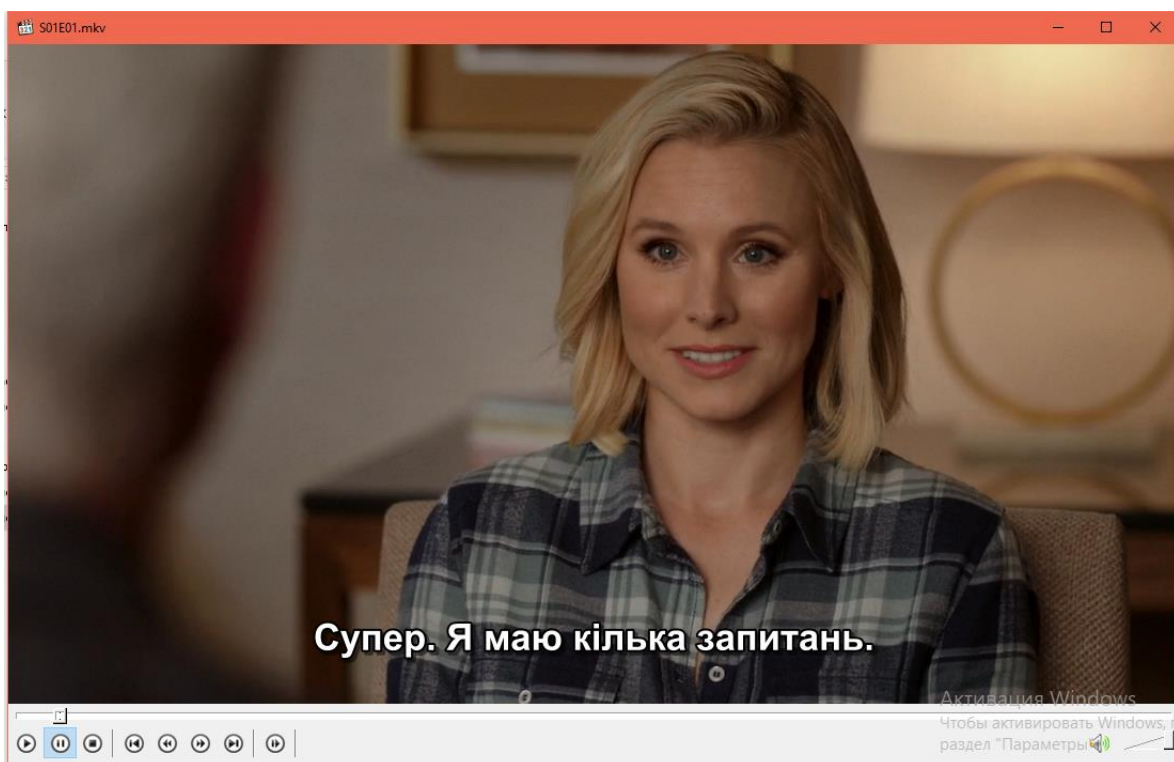 S01E01.mkv
Супер. Я маю кілька запитань.
Активация Windows
Чтобы активировать Windows,
раздел "Параметры